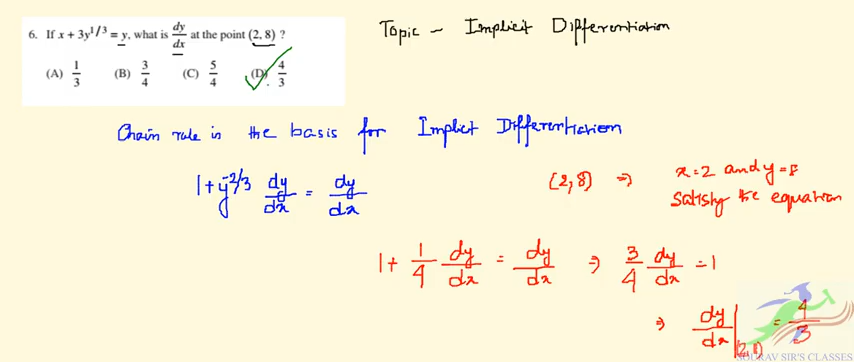 6. If x + 3y^1/3 = y, what is dy/dx at the point (2, 8) ?
(A) 1/3 (B) 3/4 (C) 5/4 (D) 4/3
Topic - Implicit Differentiation
Chain rule is the basis for Implicit Differentiation
1 + y^-2/3 dy/dx = dy/dx
(2, 8) ⇒ x = 2 and y = 8
satisfy the equation
1 + 1/4 dy/dx = dy/dx ⇒ 3/4 dy/dx = 1
⇒ dy/dx |(2, 8) = 4/3
SOURAV SIR'S CLASSES